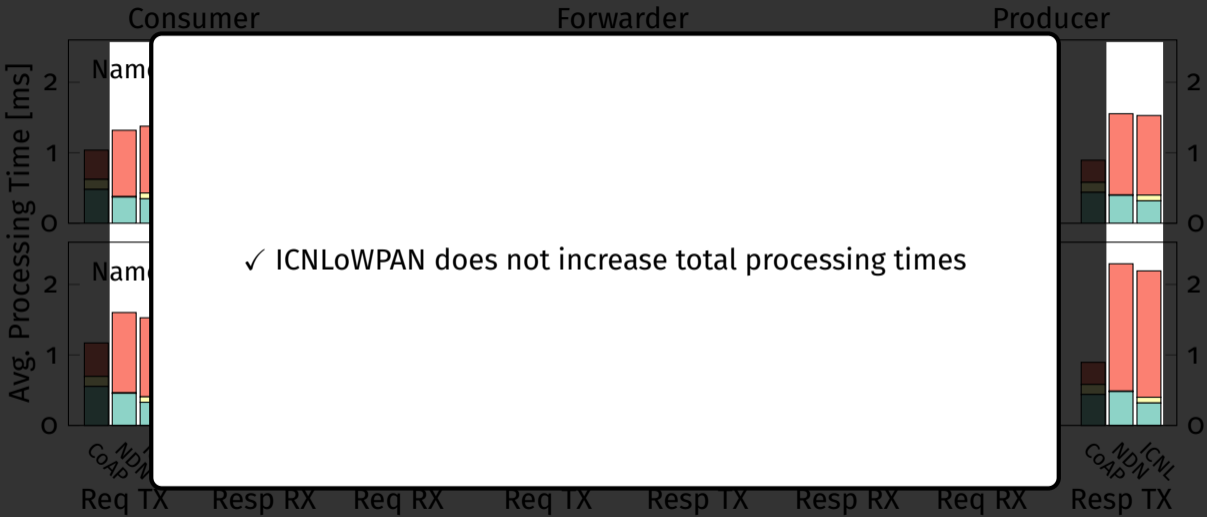 Consumer Forwarder Producer
Avg. Processing Time [ms]
2 Name 2
1 1
0 0
✓ ICNLoWPAN does not increase total processing times
2 Name 2
1 1
0 0
CoAP NDN CoAP NDN ICNL
Req TX Resp RX Req RX Req TX Resp TX Resp RX Req RX Resp TX